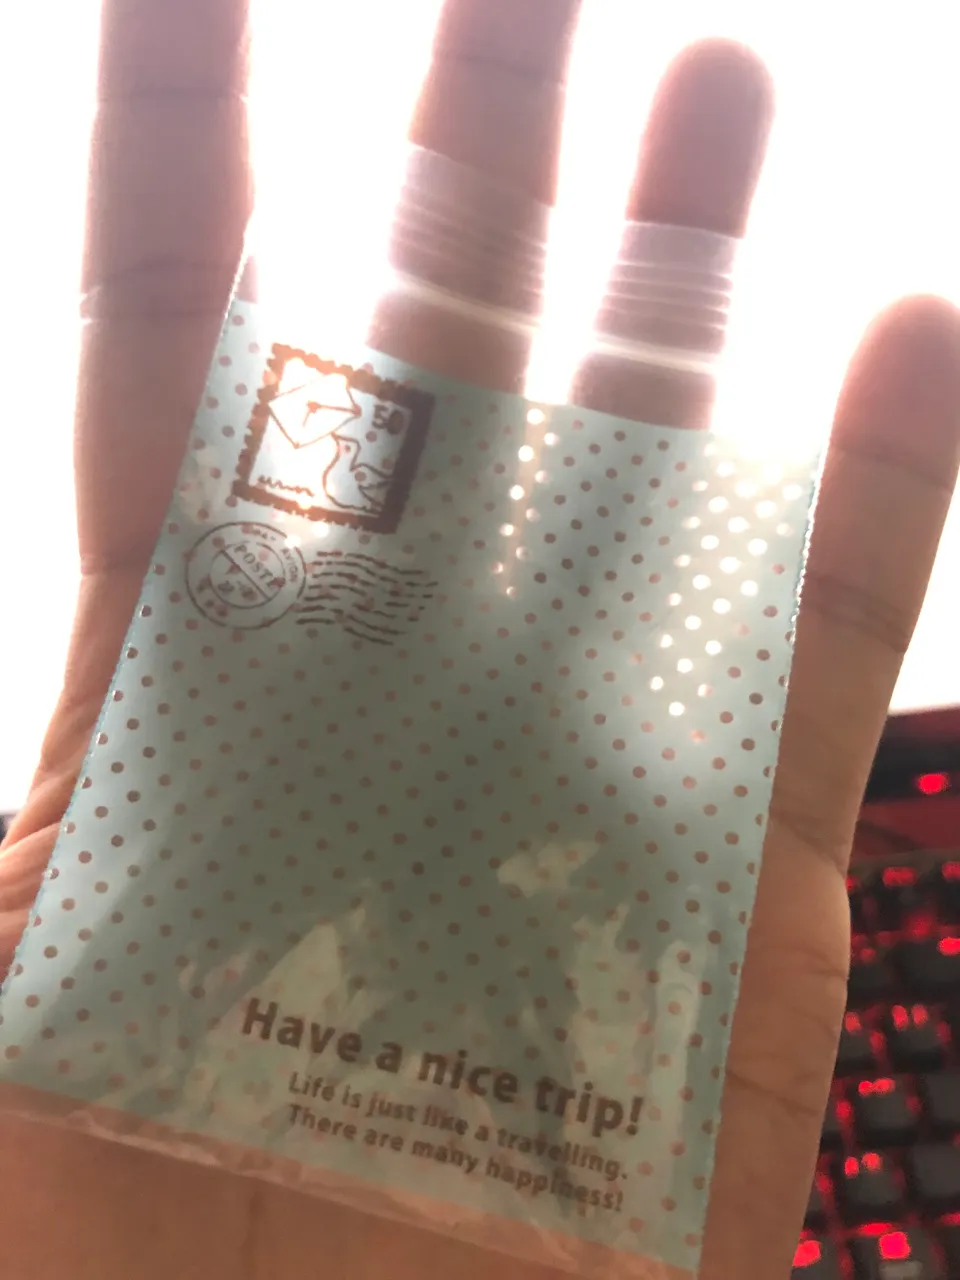 50
POSTE
Have a nice trip!
Life is just like a travelling.
There are many happiness!